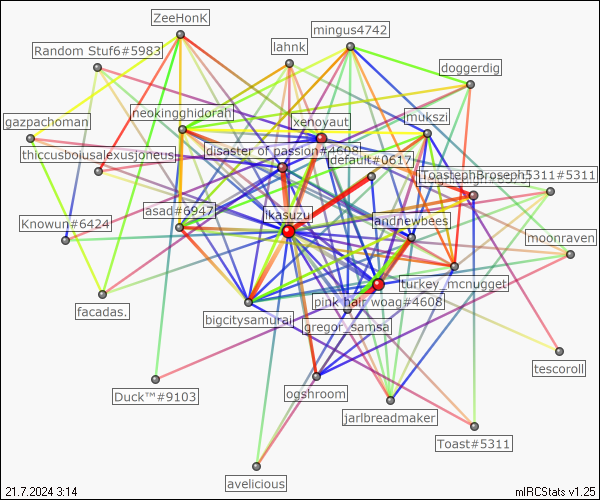 ZeeHonK
mingus4742
Random Stuf6#5983
lahnk
doggerdig
neokingghidorah
xenoyaut
mukszi
gazpachoman
disaster of passion#4608
thiccusboiusalexusjoneus
default#0617
ToastephBroseph5311#5311
asad#6947
ikasuzu
andnewbees
Knowun#6424
moonraven
turkey_mcnugget
pink hair woag#4608
facadas.
bigcitysamurai
gregor_samsa
tescoroll
Duck™#9103
ogshroom
jarlbreadmaker
Toast#5311
avelicious
21.7.2024 3:14
mIRCStats v1.25